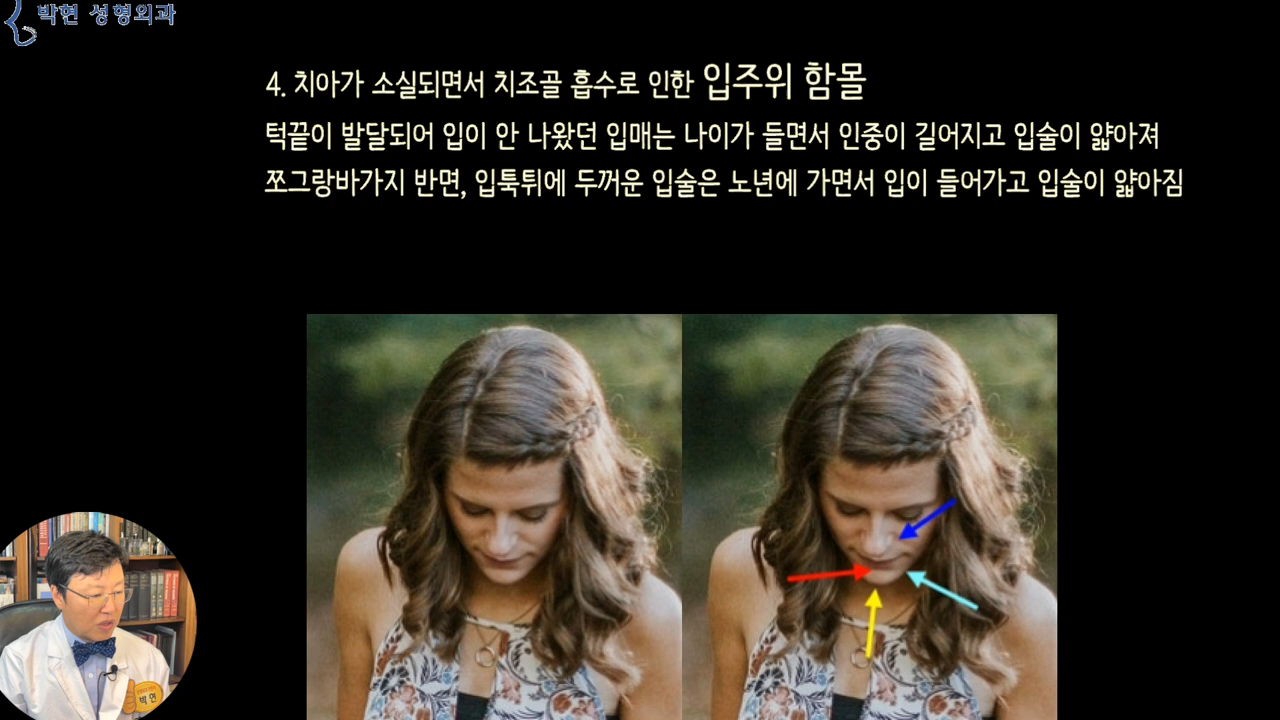 박현 성형외과
4. 치아가 소실되면서 치조골 흡수로 인한 입주위 함몰
턱끝이 발달되어 입이 안 나왔던 입매는 나이가 들면서 인중이 길어지고 입술이 얇아져
쪼그랑바가지 반면, 입툭튀에 두꺼운 입술은 노년에 가면서 입이 들어가고 입술이 얇아짐
박현